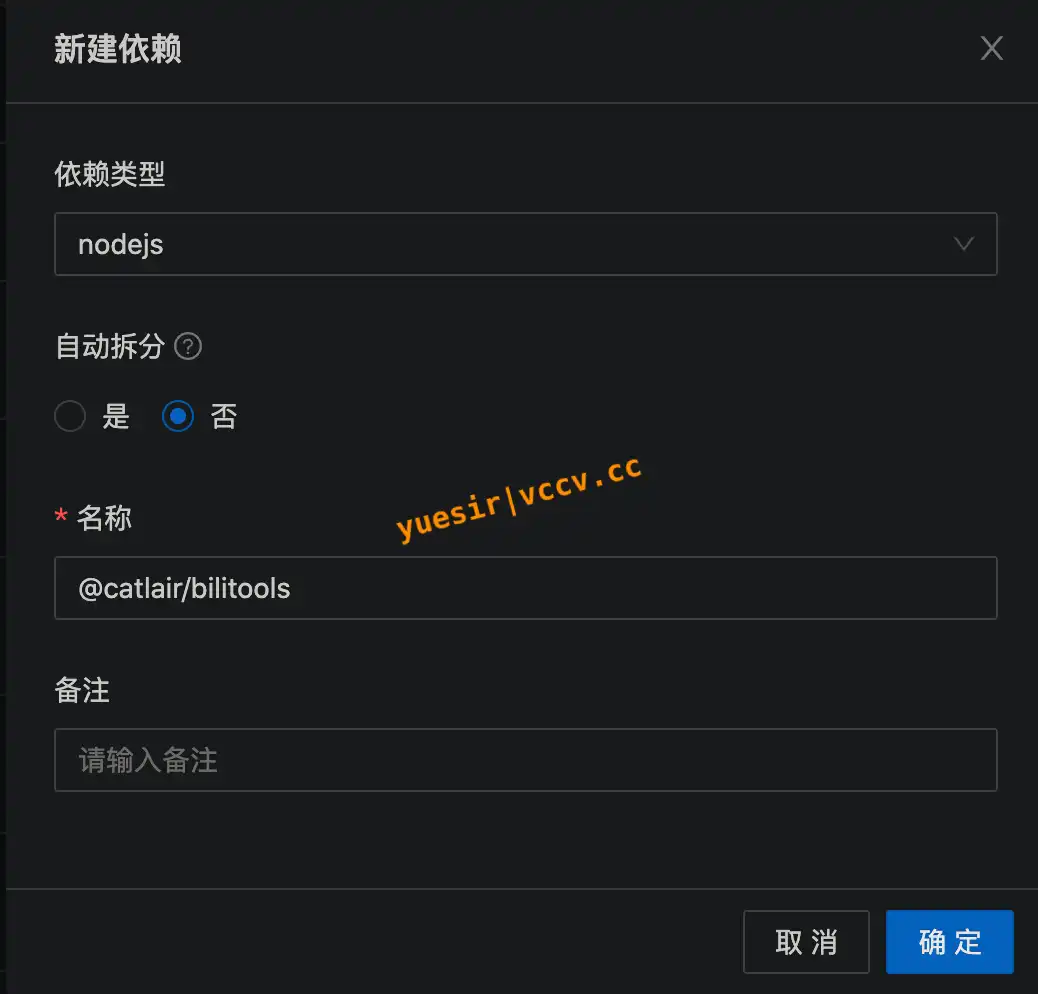 新建依赖
依赖类型
nodejs
自动拆分 ?
是 否
* 名称
yuesir|vccv.cc
@catlair/bilitools
备注
请输入备注
取 消 确 定